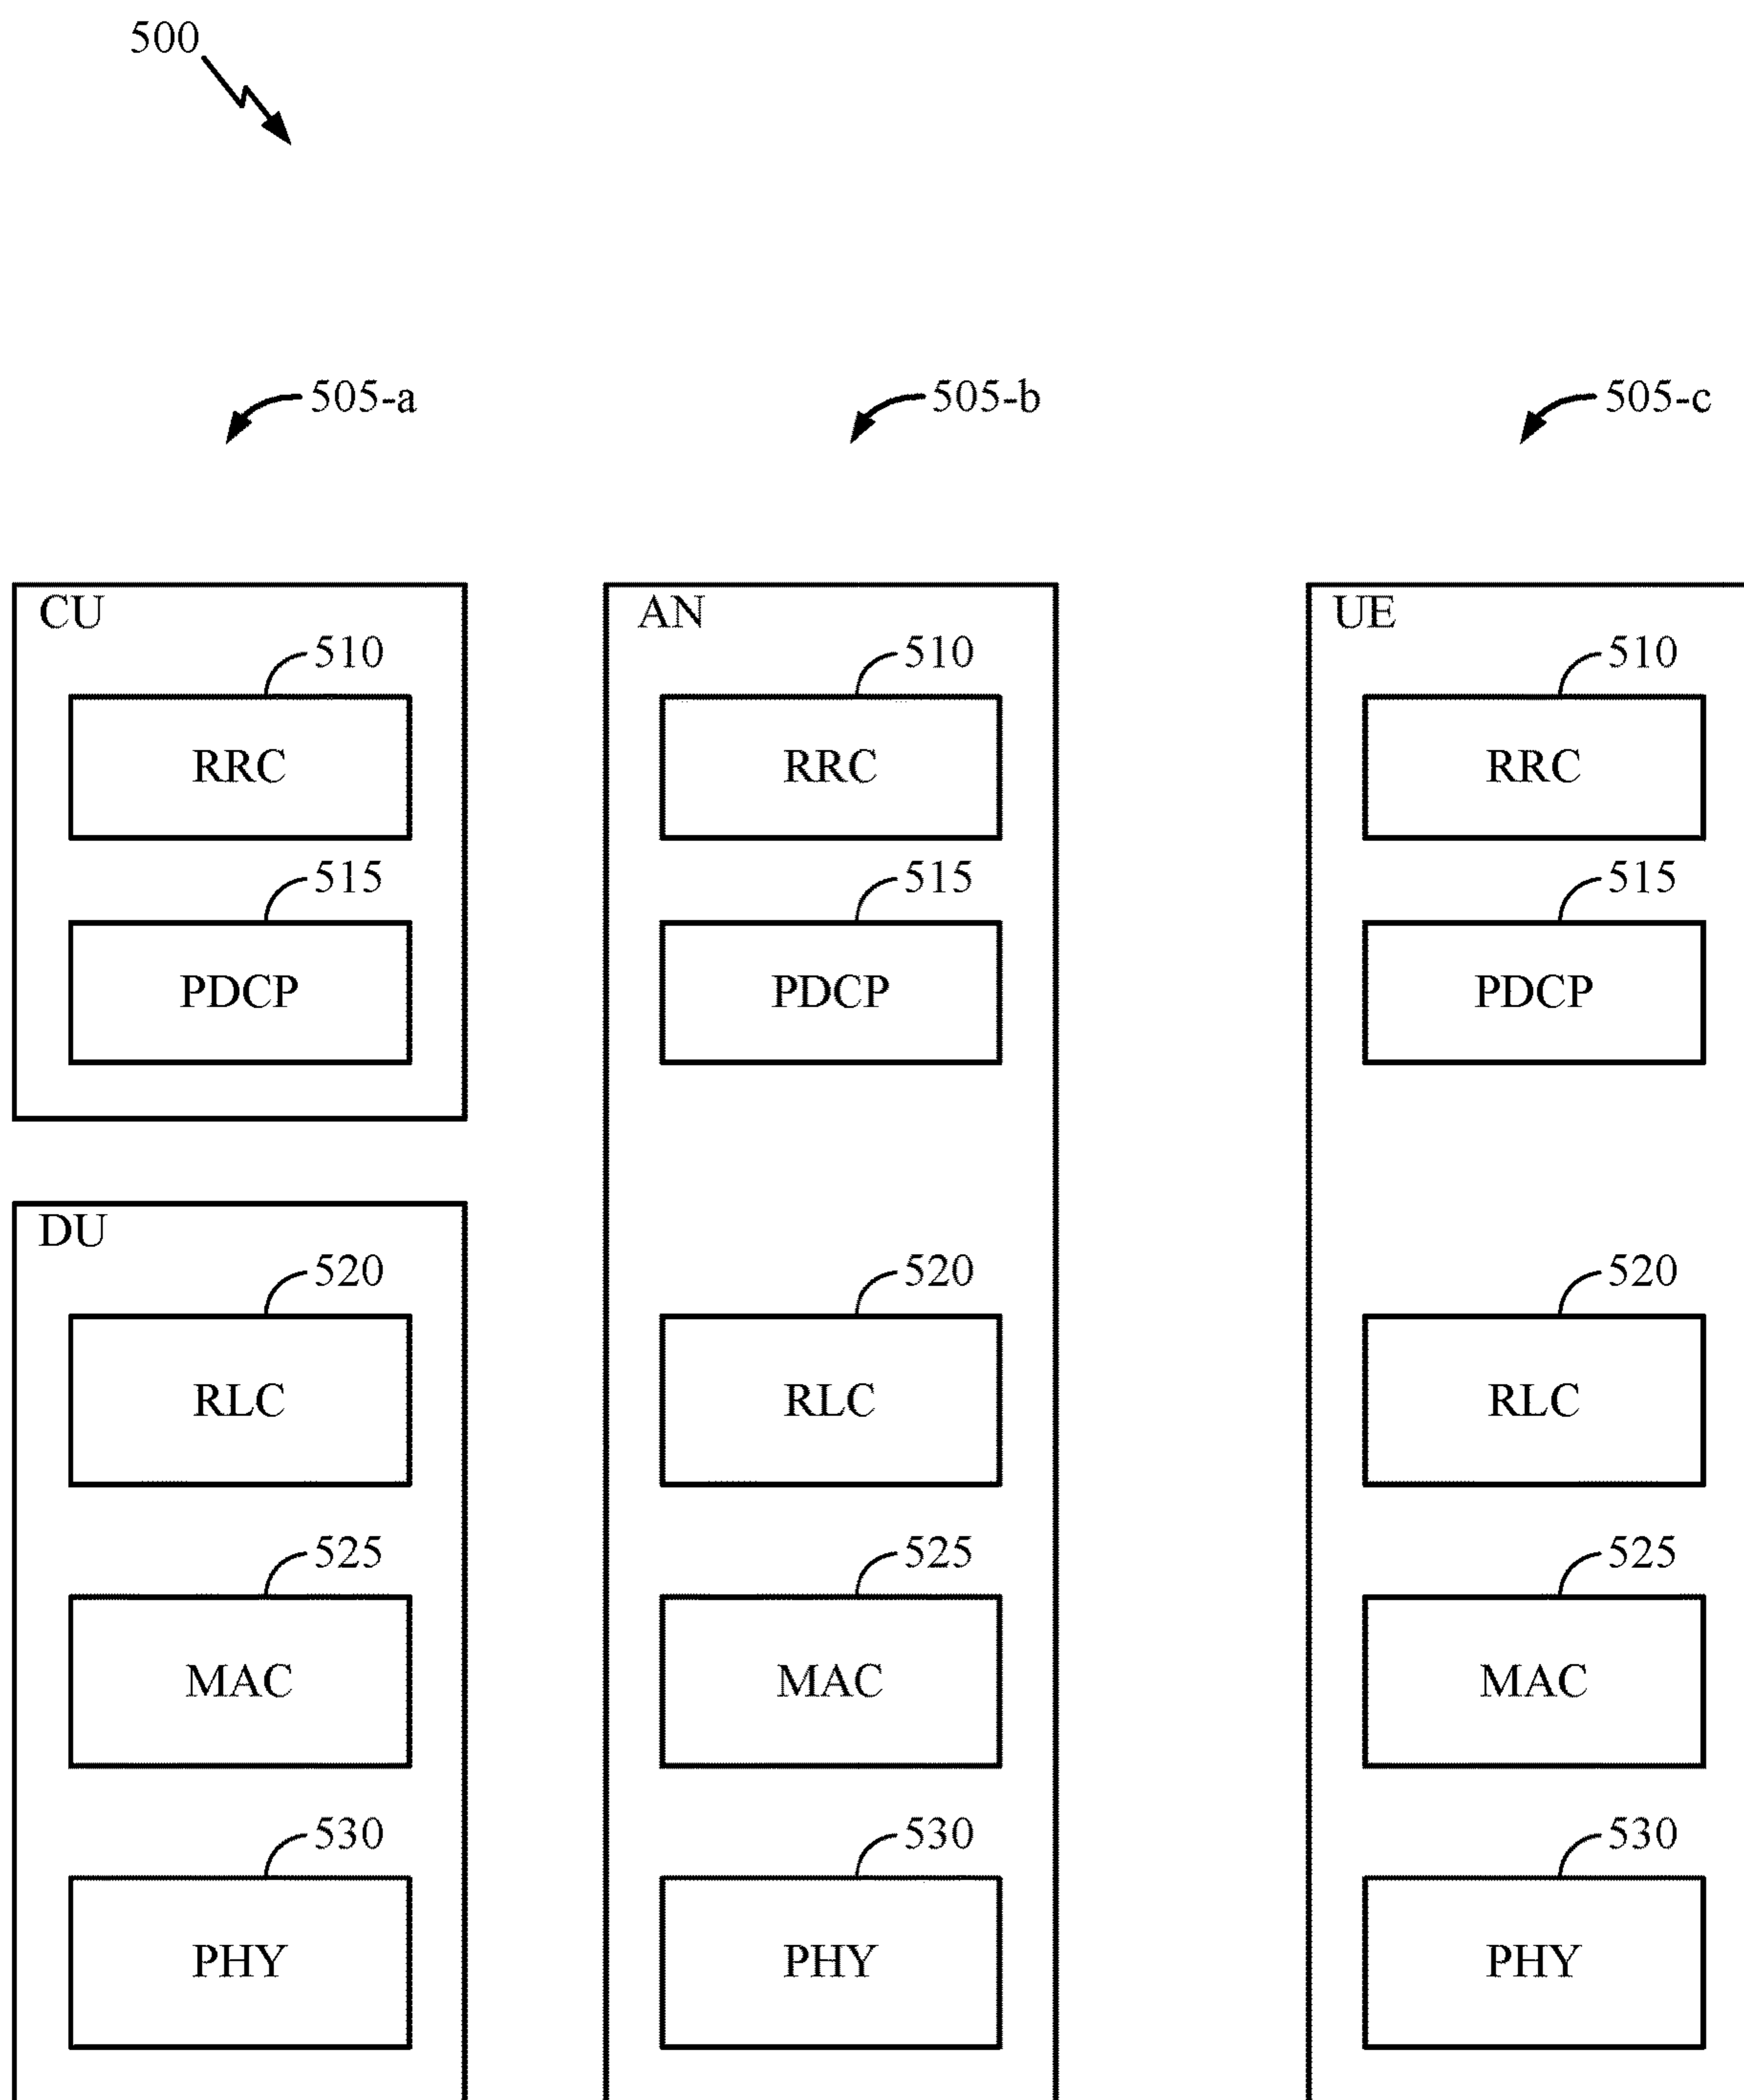 500
505-a 505-b 505-c
CU AN UE
510 510 510
RRC RRC RRC
515 515 515
PDCP PDCP PDCP
DU
520 520 520
RLC RLC RLC
525 525 525
MAC MAC MAC
530 530 530
PHY PHY PHY